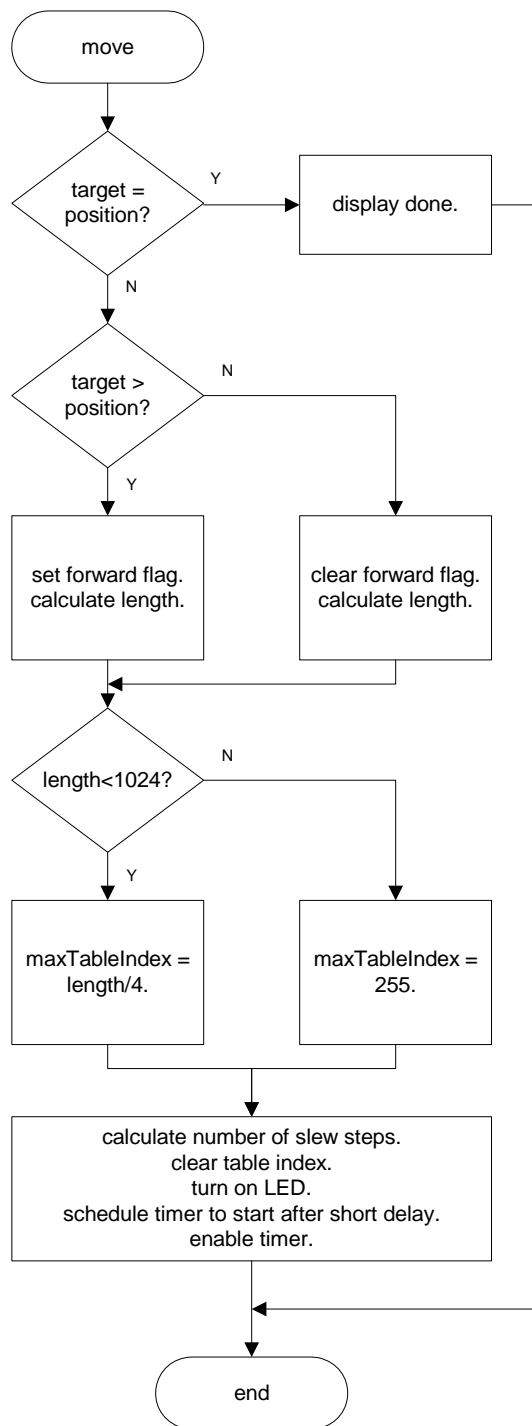 move
target =
position?
Y
display done.
N
target >
position?
N
Y
set forward flag.
calculate length.
clear forward flag.
calculate length.
length<1024?
N
Y
maxTableIndex =
length/4.
maxTableIndex =
255.
calculate number of slew steps.
clear table index.
turn on LED.
schedule timer to start after short delay.
enable timer.
end